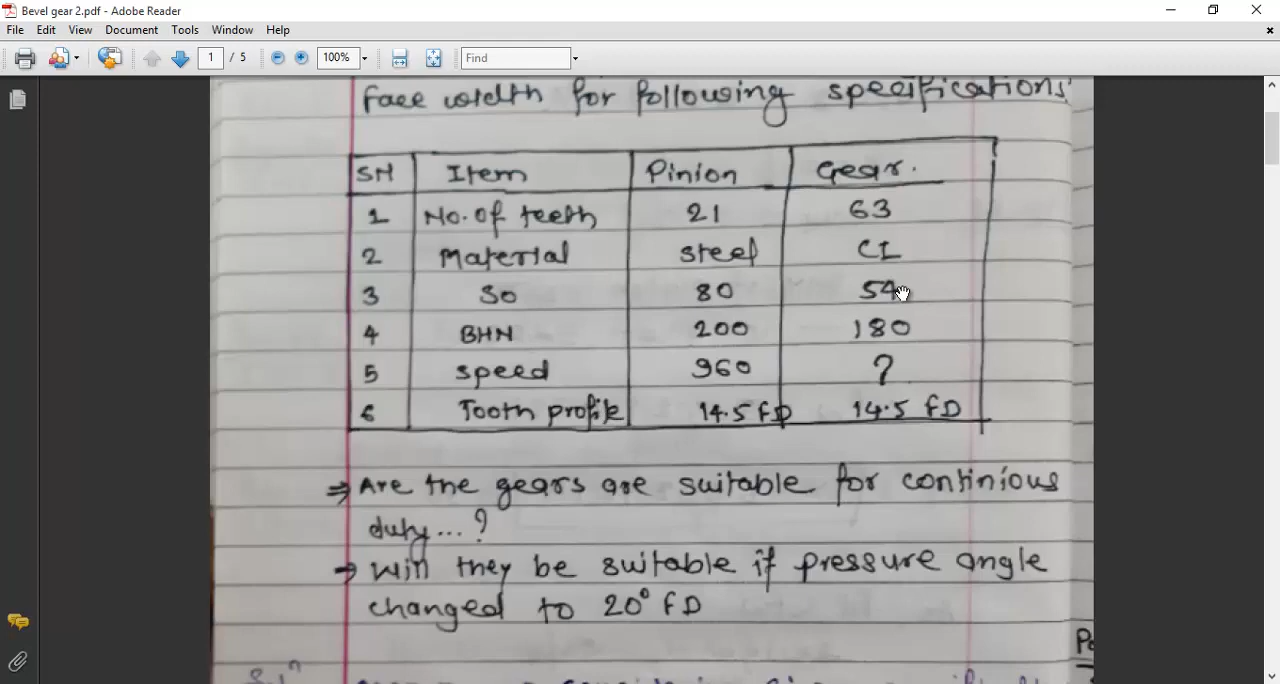 Bevel gear 2.pdf - Adobe Reader
File Edit View Document Tools Window Help
1 / 5 100% Find
Face width for following specifications
SN Item Pinion Gear.
1 No. of teeth 21 63
2 Material steel CI
3 So 80 54
4 BHN 200 180
5 speed 960 ?
6 Tooth profile 14.5 FD 14.5 FD
⇒ Are the gears are suitable for continious
duty...?
→ Will they be suitable if pressure angle
changed to 20° FD